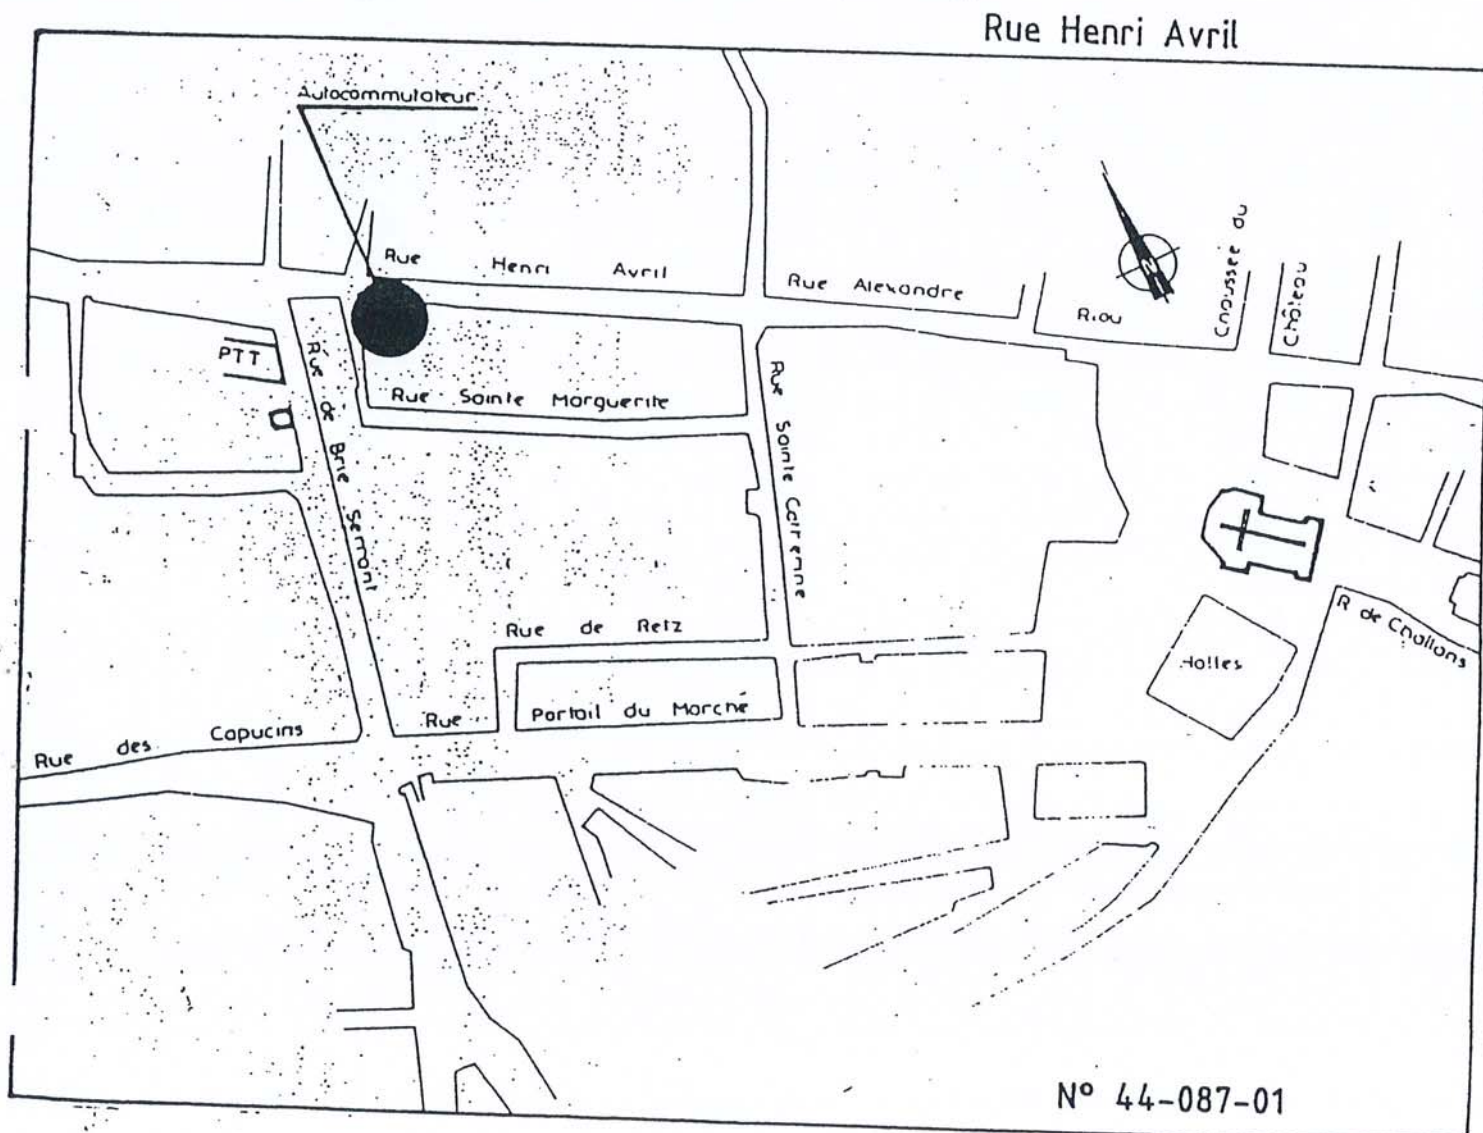 Rue Henri Avril
Autocommutateur
Rue Henri Avril
Rue Alexandre Riou
Chaussée du Château
PTT
Rue de Brie Serrant
Rue Sainte Marguerite
Rue Sainte Catherine
Rue de Retz
R de Challans
Halles
Rue Portail du Marché
Rue des Capucins
N° 44-087-01